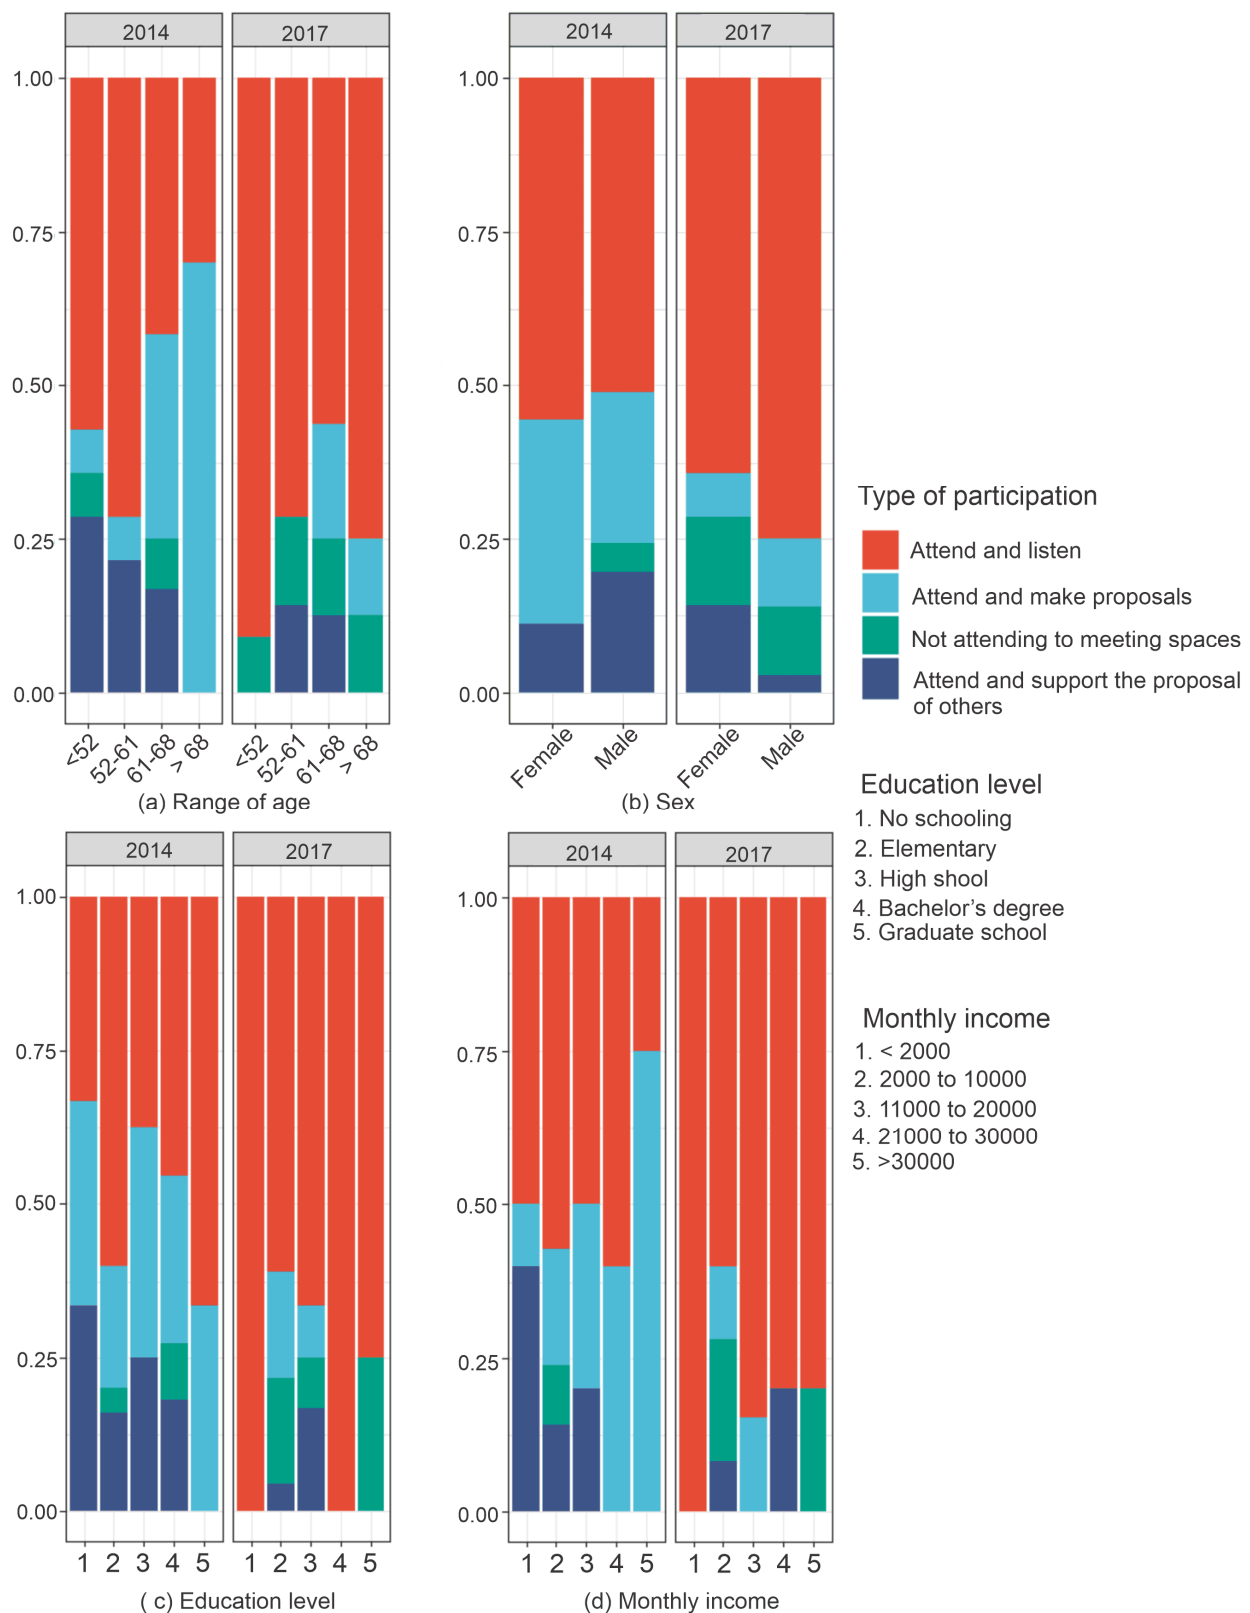 2014
2017
1.00
0.75
0.50
0.25
0.00
<52
52-61
61-68
> 68
<52
52-61
61-68
> 68
(a) Range of age
2014
2017
1.00
0.75
0.50
0.25
0.00
Female
Male
Female
Male
(b) Sex
Type of participation
Attend and listen
Attend and make proposals
Not attending to meeting spaces
Attend and support the proposal
of others
Education level
1. No schooling
2. Elementary
3. High shool
4. Bachelor’s degree
5. Graduate school
Monthly income
1. < 2000
2. 2000 to 10000
3. 11000 to 20000
4. 21000 to 30000
5. >30000
2014
2017
1.00
0.75
0.50
0.25
0.00
1 2 3 4 5
1 2 3 4 5
( c) Education level
2014
2017
1.00
0.75
0.50
0.25
0.00
1 2 3 4 5
1 2 3 4 5
(d) Monthly income